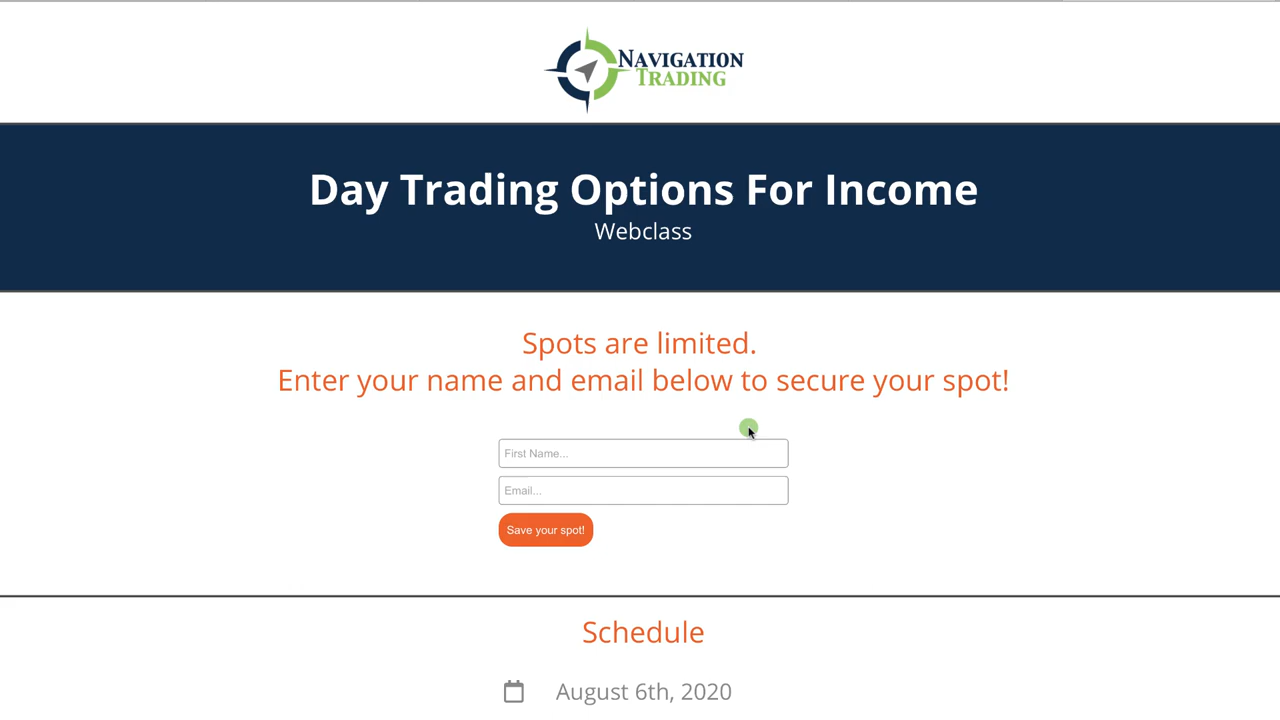 NAVIGATION
TRADING
Day Trading Options For Income
Webclass
Spots are limited.
Enter your name and email below to secure your spot!
First Name...
Email...
Save your spot!
Schedule
August 6th, 2020